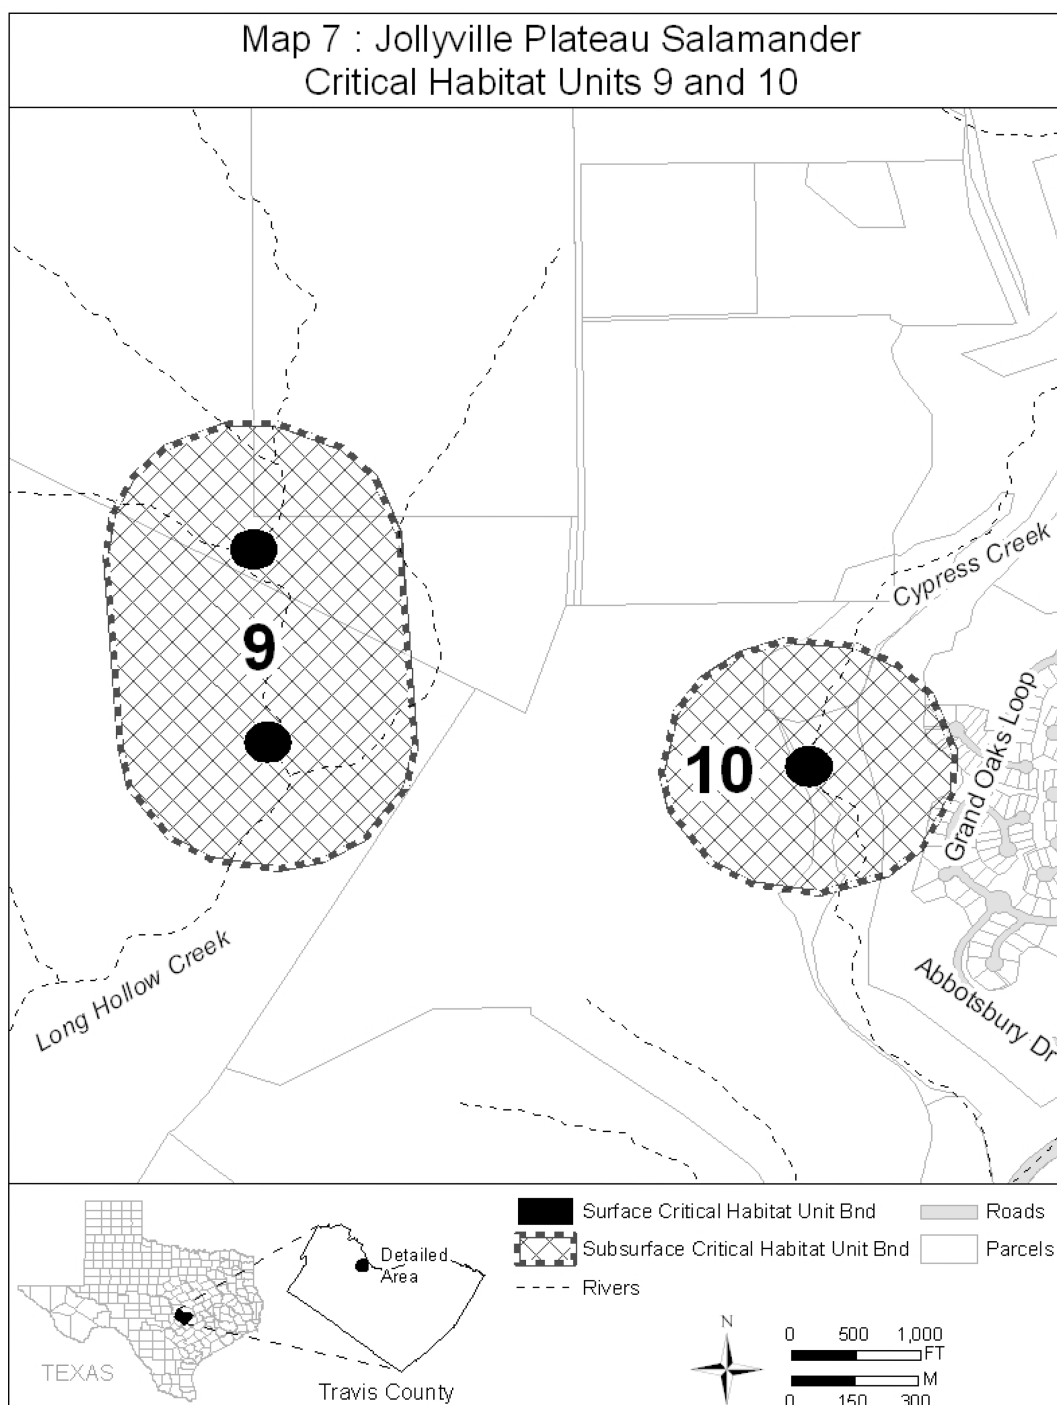 Map 7 : Jollyville Plateau Salamander
Critical Habitat Units 9 and 10
Cypress Creek
9
10
Grand Oaks Loop
Long Hollow Creek
Abbotsbury Dr
Surface Critical Habitat Unit Bnd
Roads
Subsurface Critical Habitat Unit Bnd
Parcels
Rivers
Detailed
Area
TEXAS
Travis County
N
0 500 1,000
FT
M
0 150 300